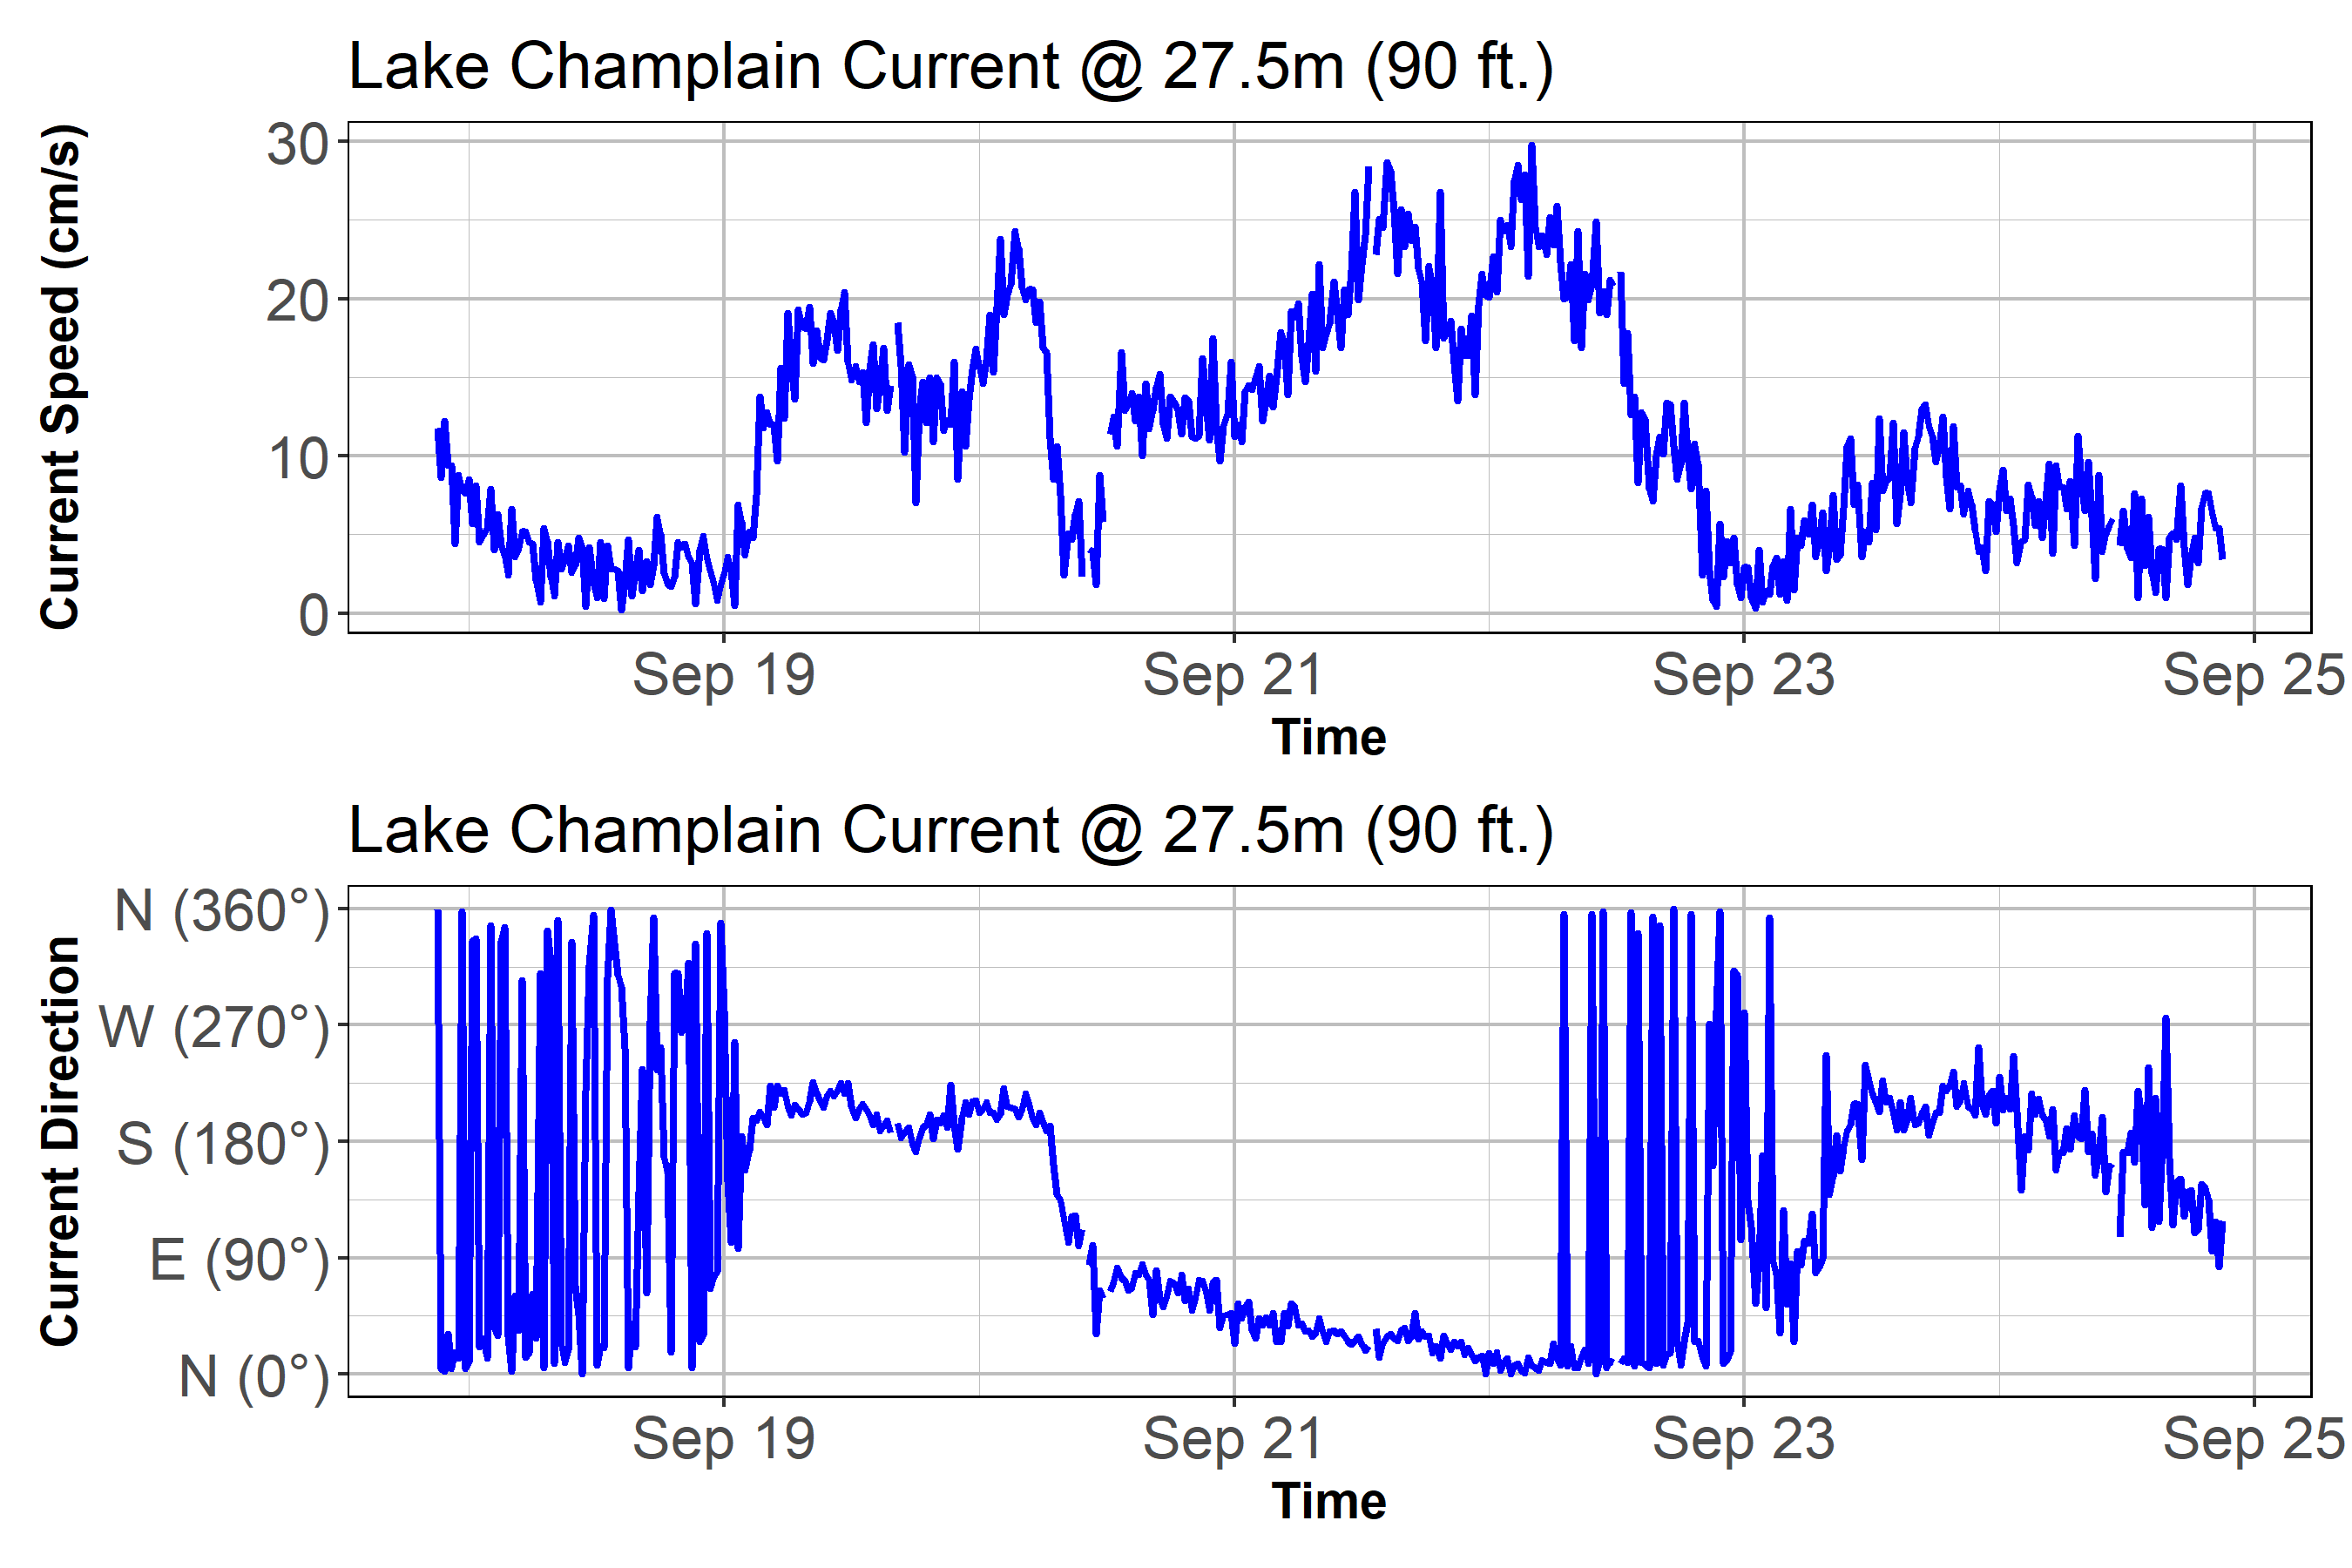 Lake Champlain Current @ 27.5m (90 ft.)
Current Speed (cm/s)
30
20
10
0
Sep 19 Sep 21 Sep 23 Sep 25
Time
Lake Champlain Current @ 27.5m (90 ft.)
Current Direction
N (360°)
W (270°)
S (180°)
E (90°)
N (0°)
Sep 19 Sep 21 Sep 23 Sep 25
Time